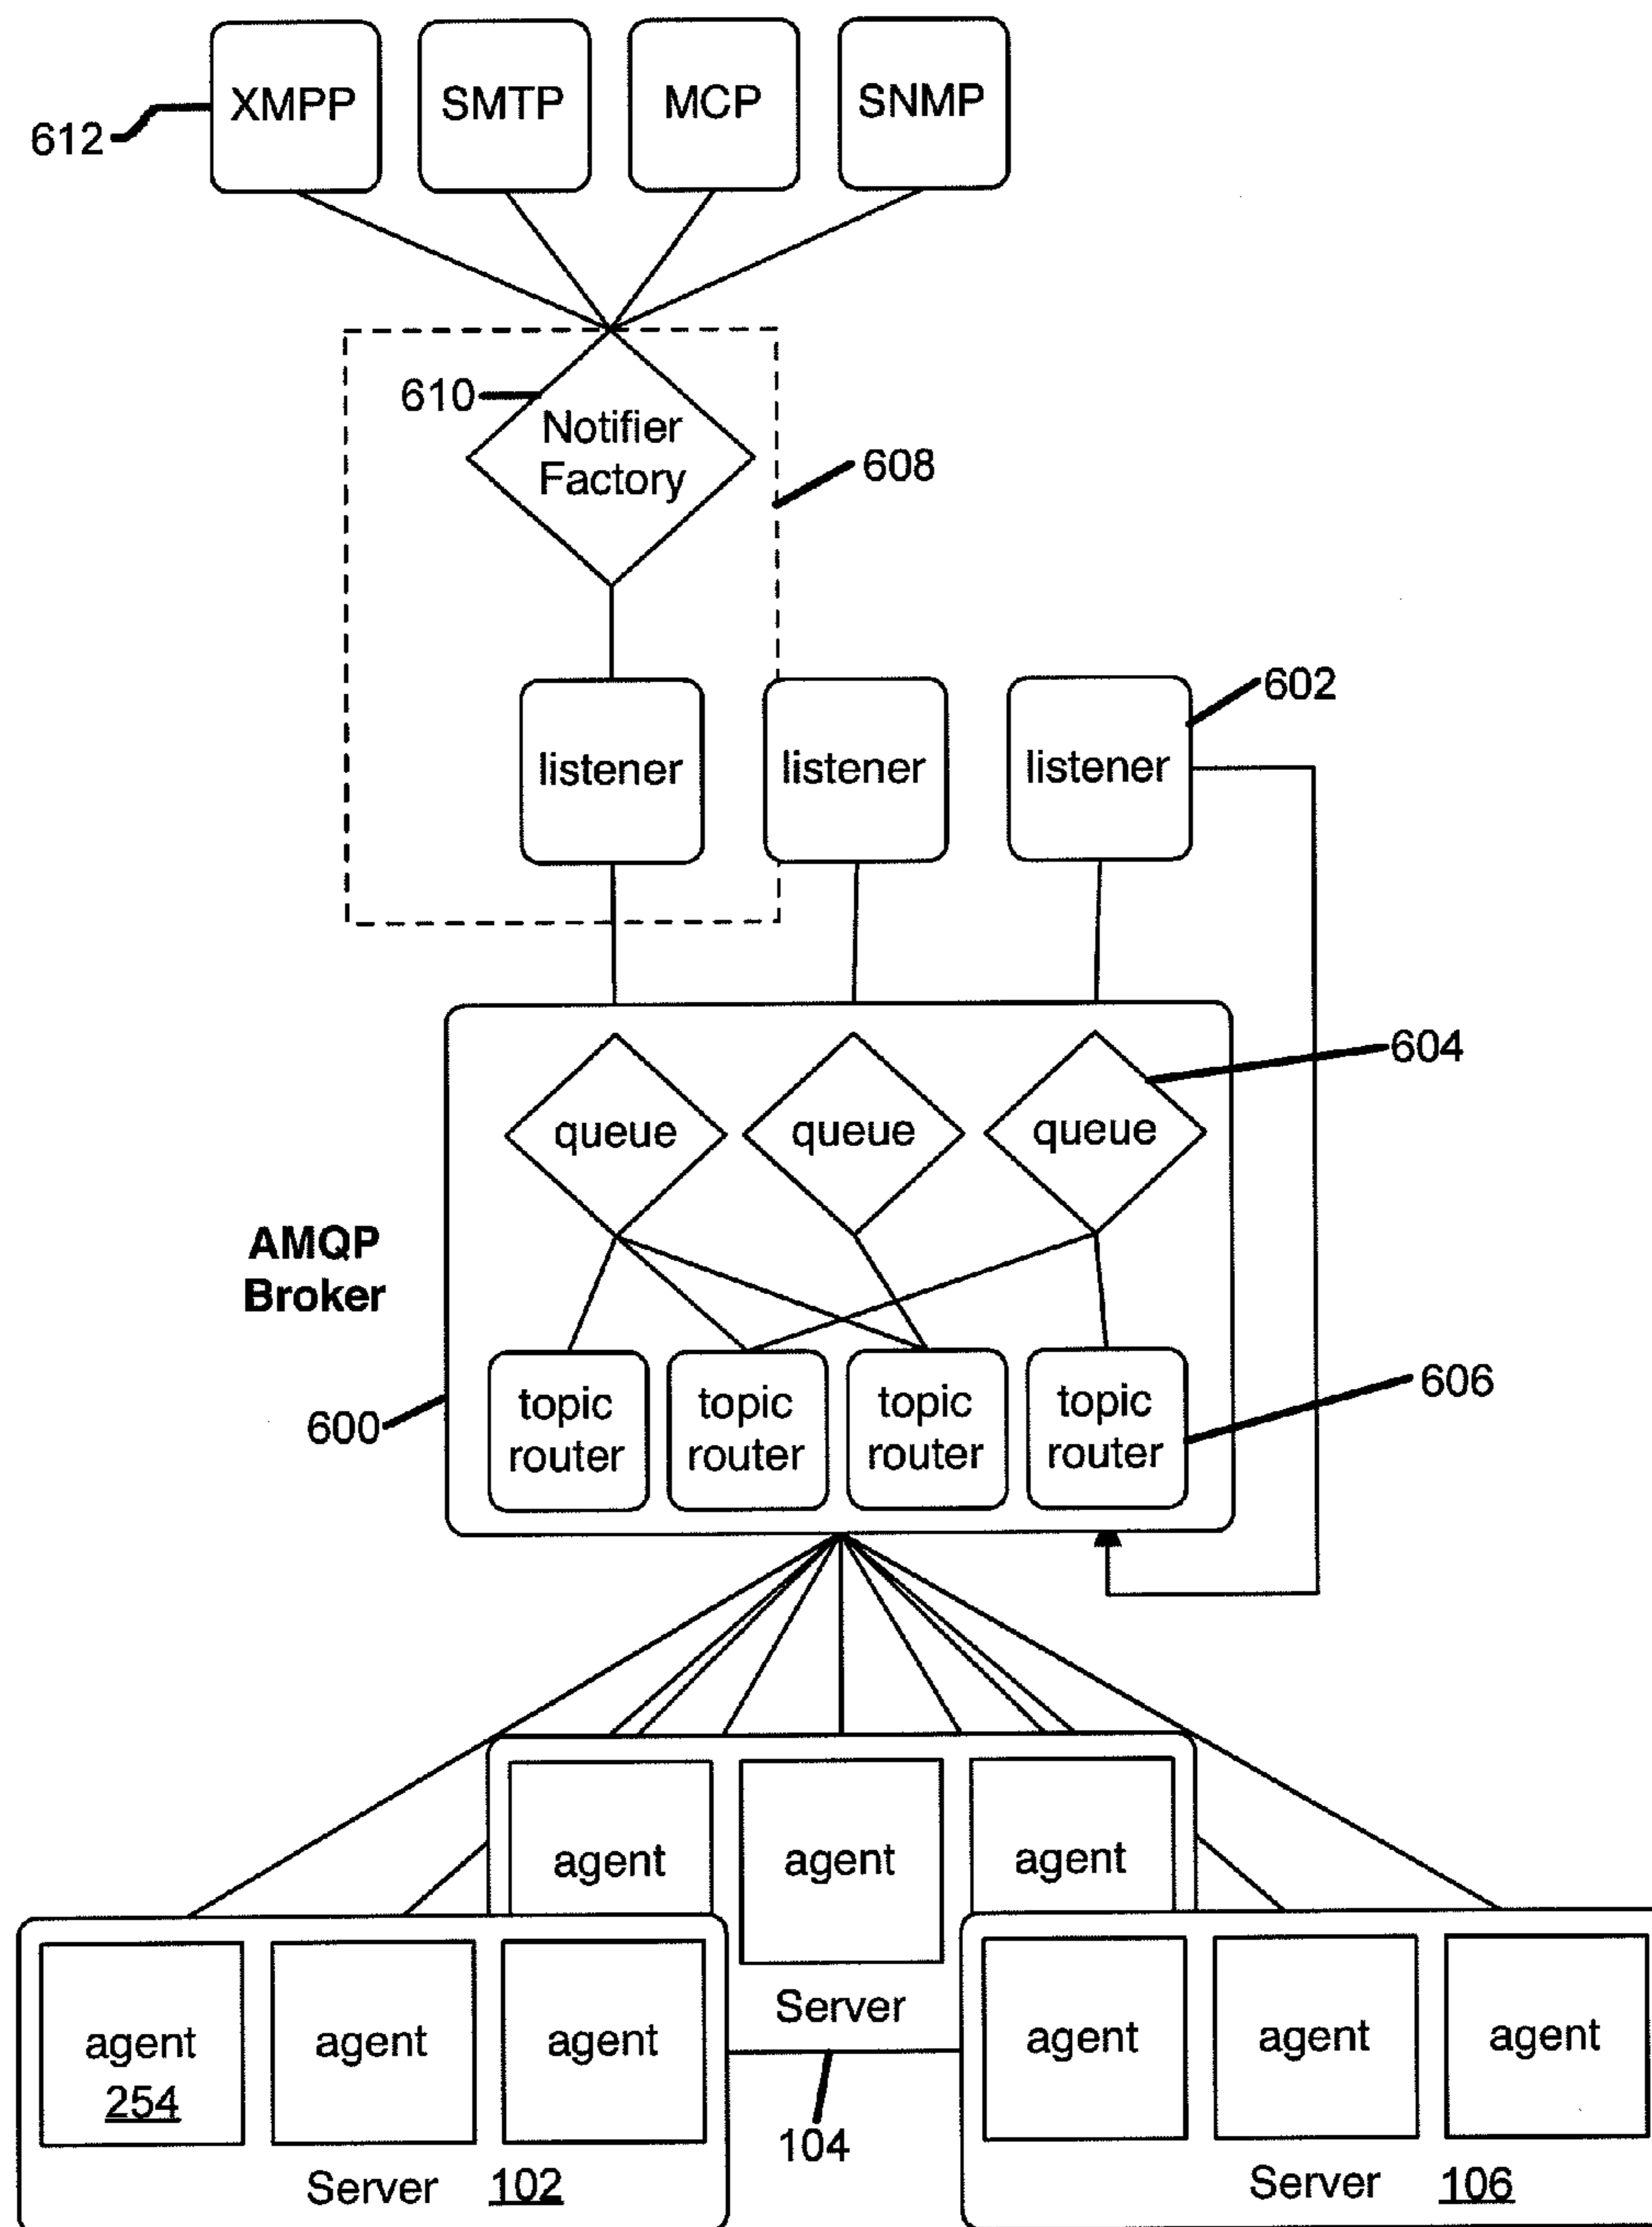 XMPP SMTP MCP SNMP
612
610
Notifier
Factory
608
602
listener listener listener
604
queue queue queue
AMQP
Broker
606
600
topic topic topic topic
router router router router
agent agent agent
Server
agent agent agent
254
agent agent agent
104
Server 102
Server 106